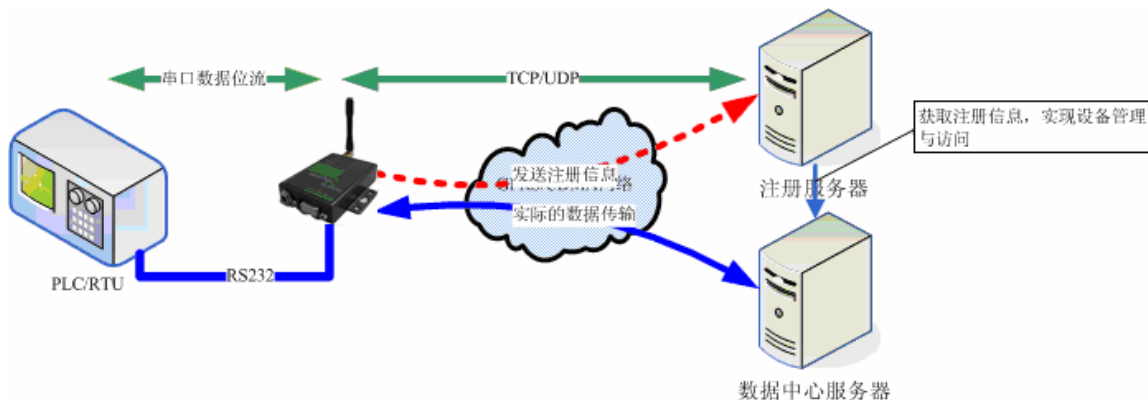 串口数据位流
TCP/UDP
获取注册信息，实现设备管理
与访问
发送注册信息
注册服务器
实际的数据传输
RS232
PLC/RTU
数据中心服务器